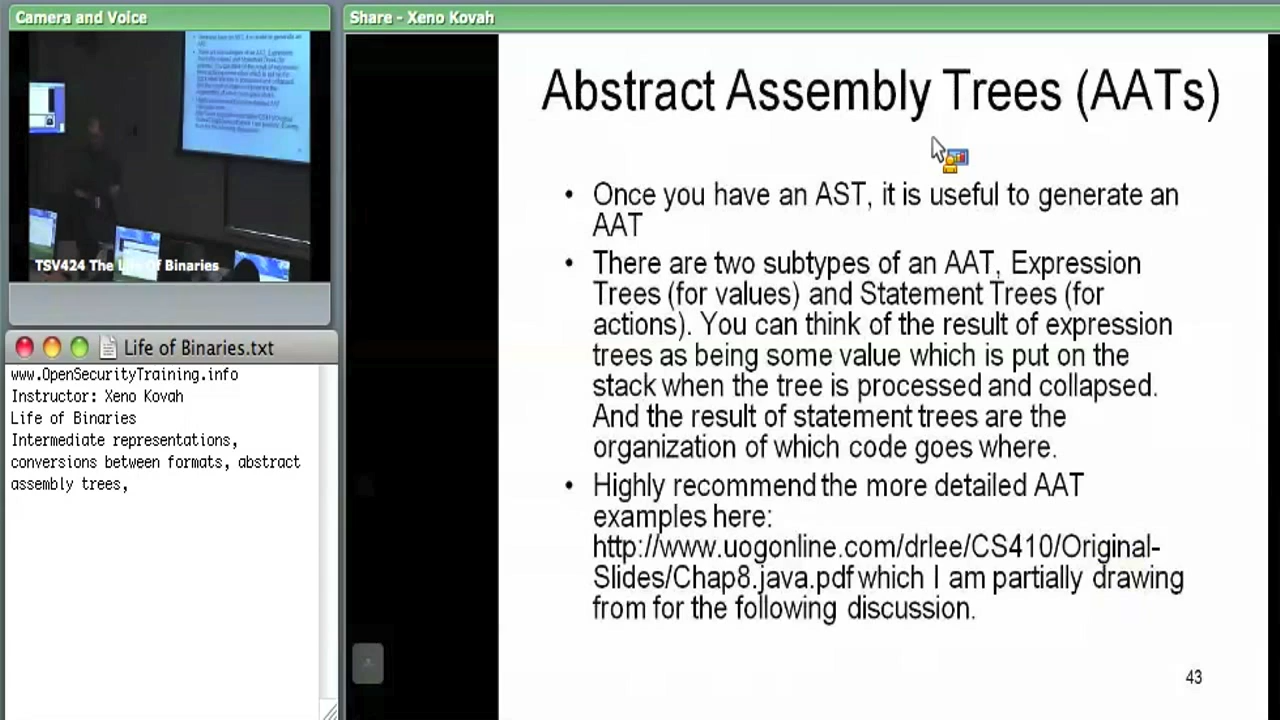 Camera and Voice
TSV424 The Life Of Binaries
Life of Binaries.txt
www.OpenSecurityTraining.info
Instructor: Xeno Kovah
Life of Binaries
Intermediate representations,
conversions between formats, abstract
assembly trees,
Share - Xeno Kovah
Abstract Assembly Trees (AATs)
• Once you have an AST, it is useful to generate an
AAT
• There are two subtypes of an AAT, Expression
Trees (for values) and Statement Trees (for
actions). You can think of the result of expression
trees as being some value which is put on the
stack when the tree is processed and collapsed.
And the result of statement trees are the
organization of which code goes where.
• Highly recommend the more detailed AAT
examples here:
http://www.uogonline.com/drlee/CS410/Original-
Slides/Chap8.java.pdf which I am partially drawing
from for the following discussion.
43